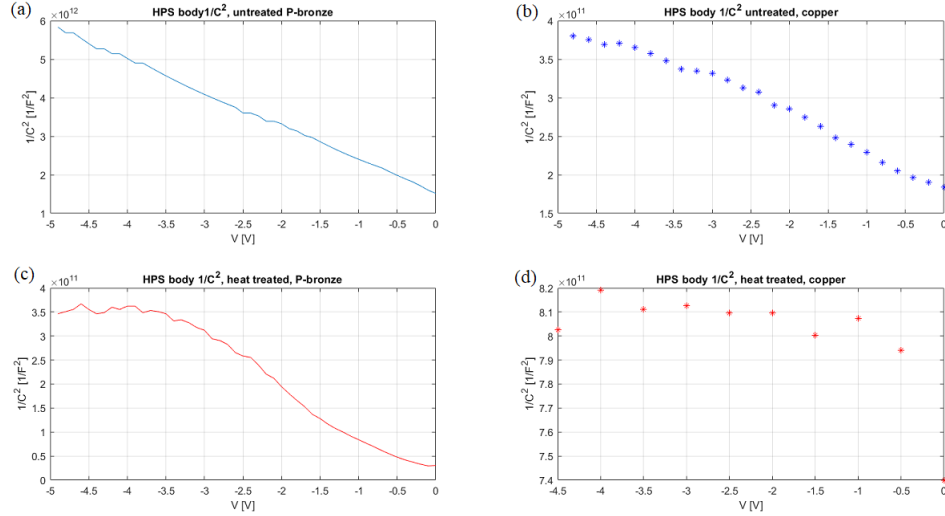 (a)
HPS body1/C², untreated P-bronze
×10¹²
6
5
4
3
2
1
1/C² [1/F²]
-5 -4.5 -4 -3.5 -3 -2.5 -2 -1.5 -1 -0.5 0
V [V]
(b)
HPS body 1/C² untreated, copper
×10¹¹
4
3.5
3
2.5
2
1.5
1/C² [1/F²]
-5 -4.5 -4 -3.5 -3 -2.5 -2 -1.5 -1 -0.5 0
V [V]
(c)
HPS body 1/C², heat treated, P-bronze
×10¹¹
4
3.5
3
2.5
2
1.5
1
0.5
0
1/C² [1/F²]
-5 -4.5 -4 -3.5 -3 -2.5 -2 -1.5 -1 -0.5 0
V [V]
(d)
HPS body 1/C², heat treated, copper
×10¹¹
8.2
8.1
8
7.9
7.8
7.7
7.6
7.5
7.4
1/C² [1/F²]
-4.5 -4 -3.5 -3 -2.5 -2 -1.5 -1 -0.5 0
V [V]